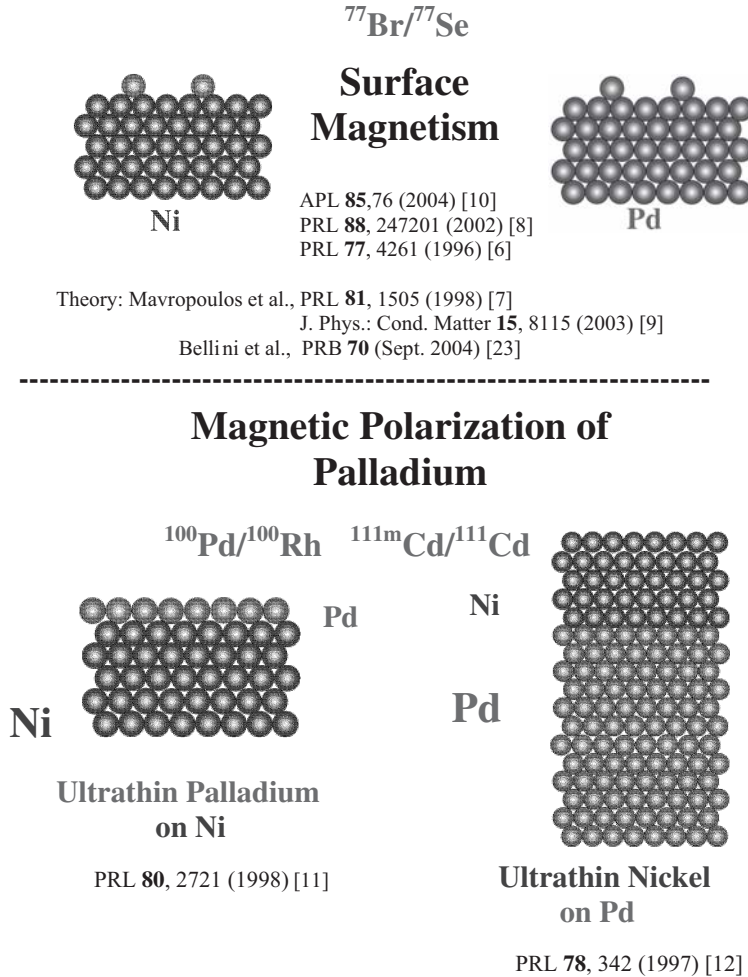 77Br/77Se
Surface
Magnetism
Ni
Pd
APL 85,76 (2004) [10]
PRL 88, 247201 (2002) [8]
PRL 77, 4261 (1996) [6]
Theory: Mavropoulos et al., PRL 81, 1505 (1998) [7]
J. Phys.: Cond. Matter 15, 8115 (2003) [9]
Bellini et al., PRB 70 (Sept. 2004) [23]
Magnetic Polarization of
Palladium
100Pd/100Rh 111mCd/111Cd
Pd
Ni
Ni
Pd
Ultrathin Palladium
on Ni
PRL 80, 2721 (1998) [11]
Ultrathin Nickel
on Pd
PRL 78, 342 (1997) [12]